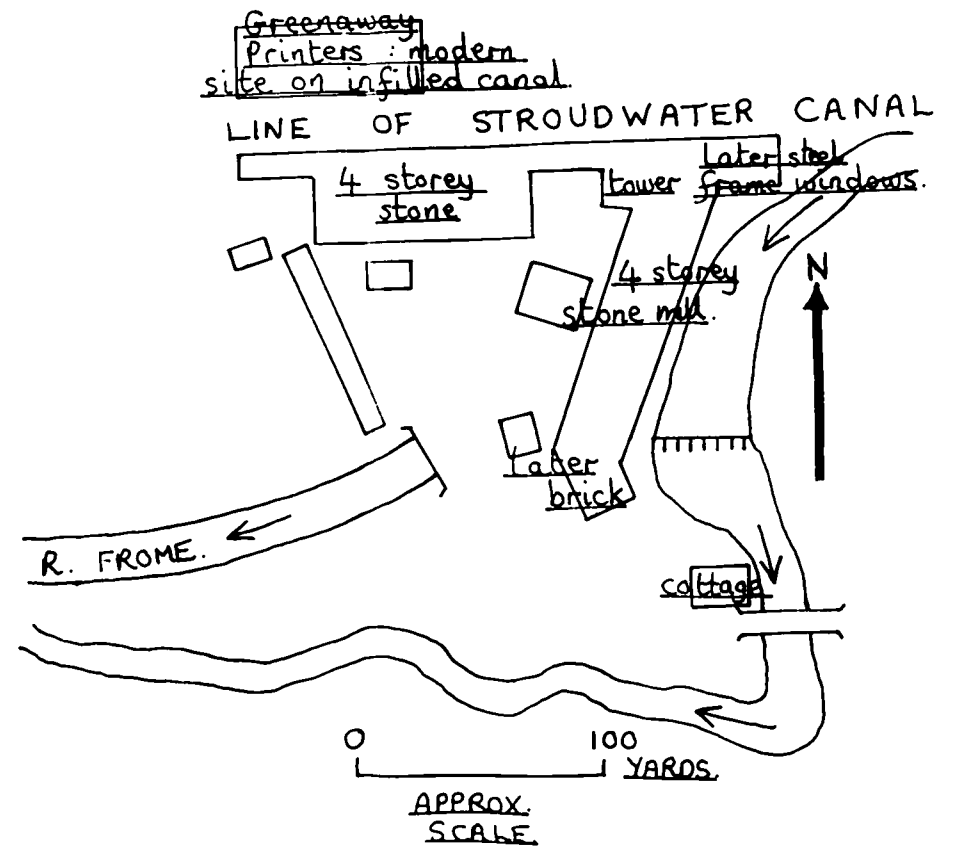 Greenaway
Printers : modern
site on infilled canal.
LINE OF STROUDWATER CANAL
4 storey
stone
tower
Later steel
frame windows.
N
4 storey
stone mill.
Later
brick
R. FROME.
cottage
0 100
YARDS.
APPROX.
SCALE.